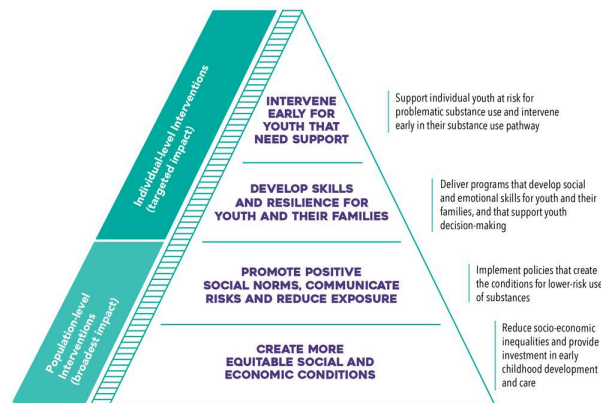 Individual-level Interventions
(targeted impact)
INTERVENE
EARLY FOR
YOUTH THAT
NEED SUPPORT
Support individual youth at risk for
problematic substance use and intervene
early in their substance use pathway
DEVELOP SKILLS
AND RESILIENCE FOR
YOUTH AND THEIR FAMILIES
Deliver programs that develop social
and emotional skills for youth and their
families, and that support youth
decision-making
Population-level
Interventions
(broadest impact)
PROMOTE POSITIVE
SOCIAL NORMS, COMMUNICATE
RISKS AND REDUCE EXPOSURE
Implement policies that create
the conditions for lower-risk use
of substances
CREATE MORE
EQUITABLE SOCIAL AND
ECONOMIC CONDITIONS
Reduce socio-economic
inequalities and provide
investment in early
childhood development
and care